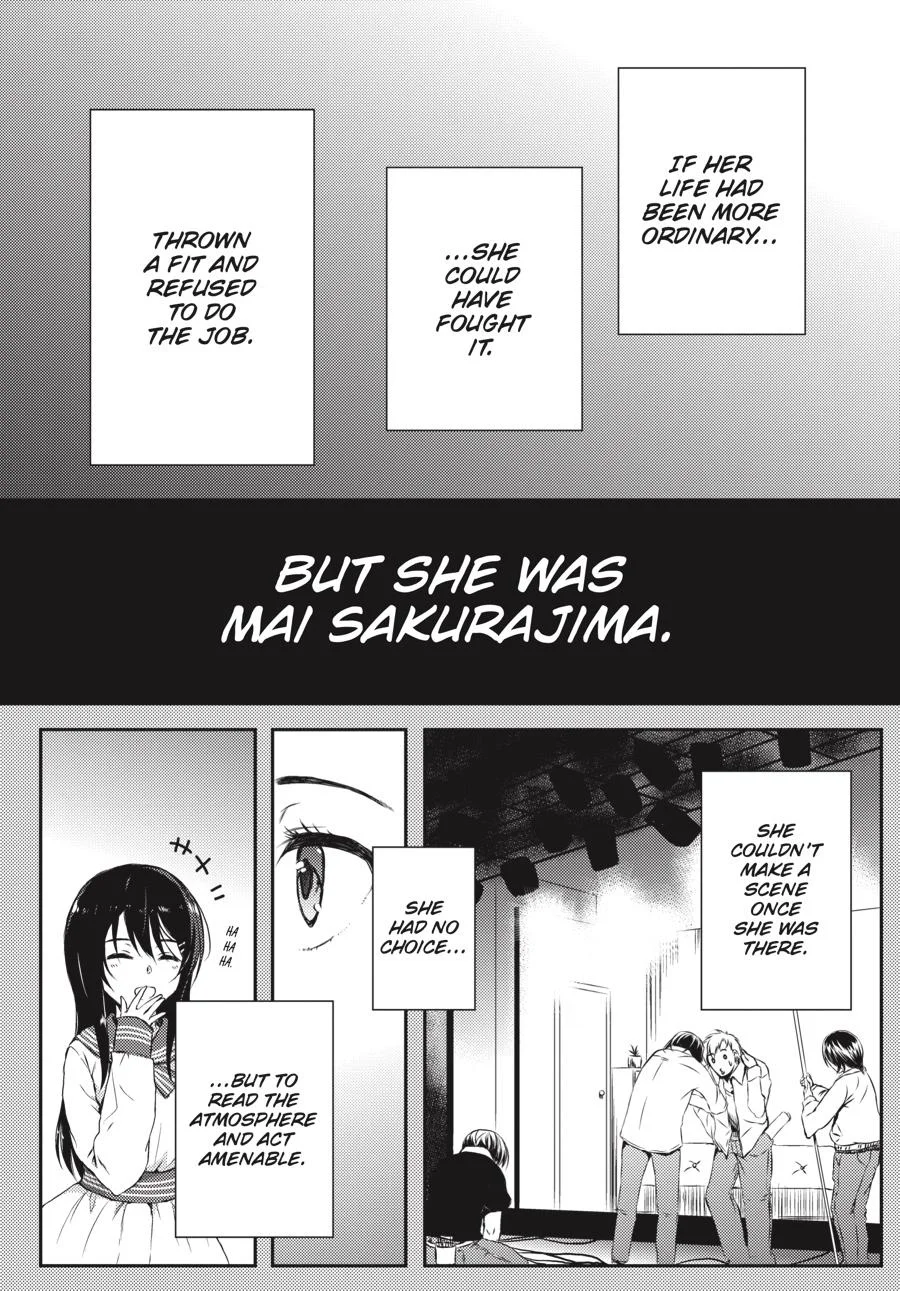 IF HER
LIFE HAD
BEEN MORE
ORDINARY...
...SHE
COULD
HAVE
FOUGHT
IT.
THROWN
A FIT AND
REFUSED
TO DO
THE JOB.
BUT SHE WAS
MAI SAKURAJIMA.
SHE
COULDN'T
MAKE A
SCENE
ONCE
SHE WAS
THERE.
SHE
HAD NO
CHOICE...
HA
HA
HA.
...BUT TO
READ THE
ATMOSPHERE
AND ACT
AMENABLE.